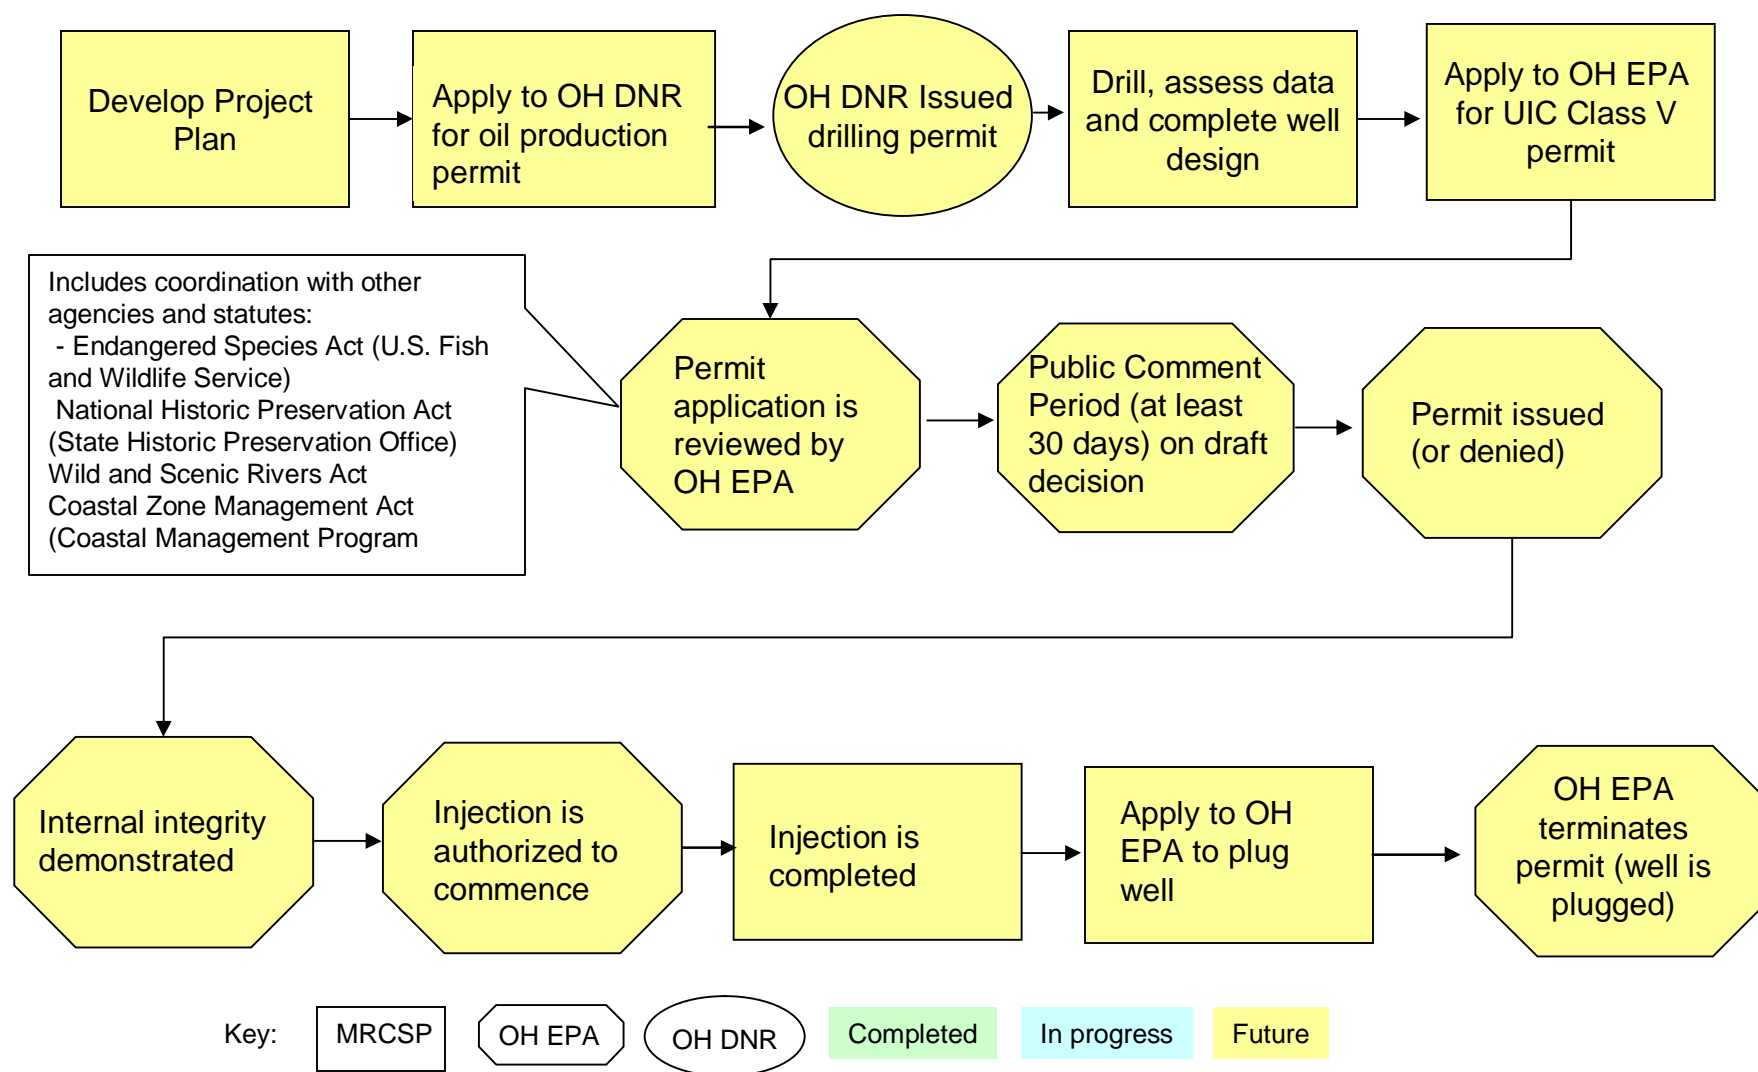 Develop Project
Plan
Apply to OH DNR
for oil production
permit
OH DNR Issued
drilling permit
Drill, assess data
and complete well
design
Apply to OH EPA
for UIC Class V
permit
Includes coordination with other
agencies and statutes:
- Endangered Species Act (U.S. Fish
and Wildlife Service)
National Historic Preservation Act
(State Historic Preservation Office)
Wild and Scenic Rivers Act
Coastal Zone Management Act
(Coastal Management Program
Permit
application is
reviewed by
OH EPA
Public Comment
Period (at least
30 days) on draft
decision
Permit issued
(or denied)
Internal integrity
demonstrated
Injection is
authorized to
commence
Injection is
completed
Apply to OH
EPA to plug
well
OH EPA
terminates
permit (well is
plugged)
Key:
MRCSP
OH EPA
OH DNR
Completed
In progress
Future